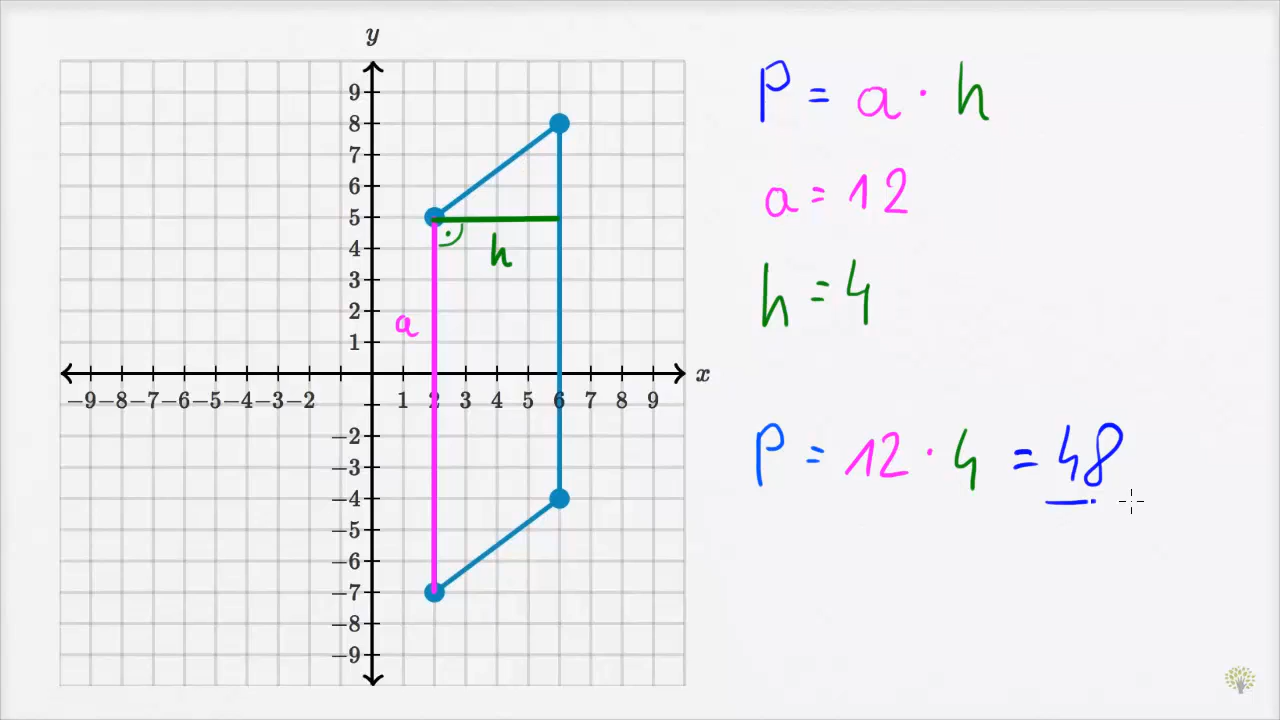 y
P = a · h
9
8
7
6
5
4
3
2
1
a = 12
h
h = 4
a
x
−9 −8 −7 −6 −5 −4 −3 −2 1 2 3 4 5 6 7 8 9
P = 12 · 4 = 48
−2
−3
−4
−5
−6
−7
−8
−9